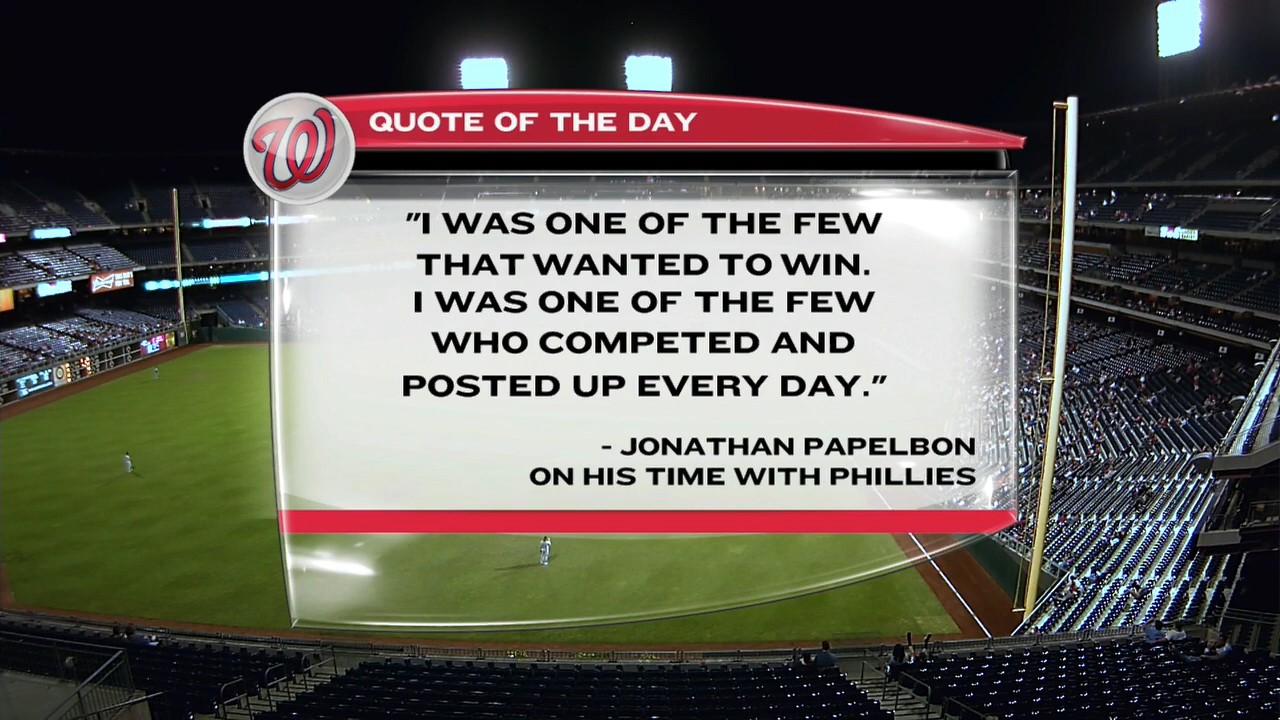 QUOTE OF THE DAY
"I WAS ONE OF THE FEW
THAT WANTED TO WIN.
I WAS ONE OF THE FEW
WHO COMPETED AND
POSTED UP EVERY DAY."
- JONATHAN PAPELBON
ON HIS TIME WITH PHILLIES